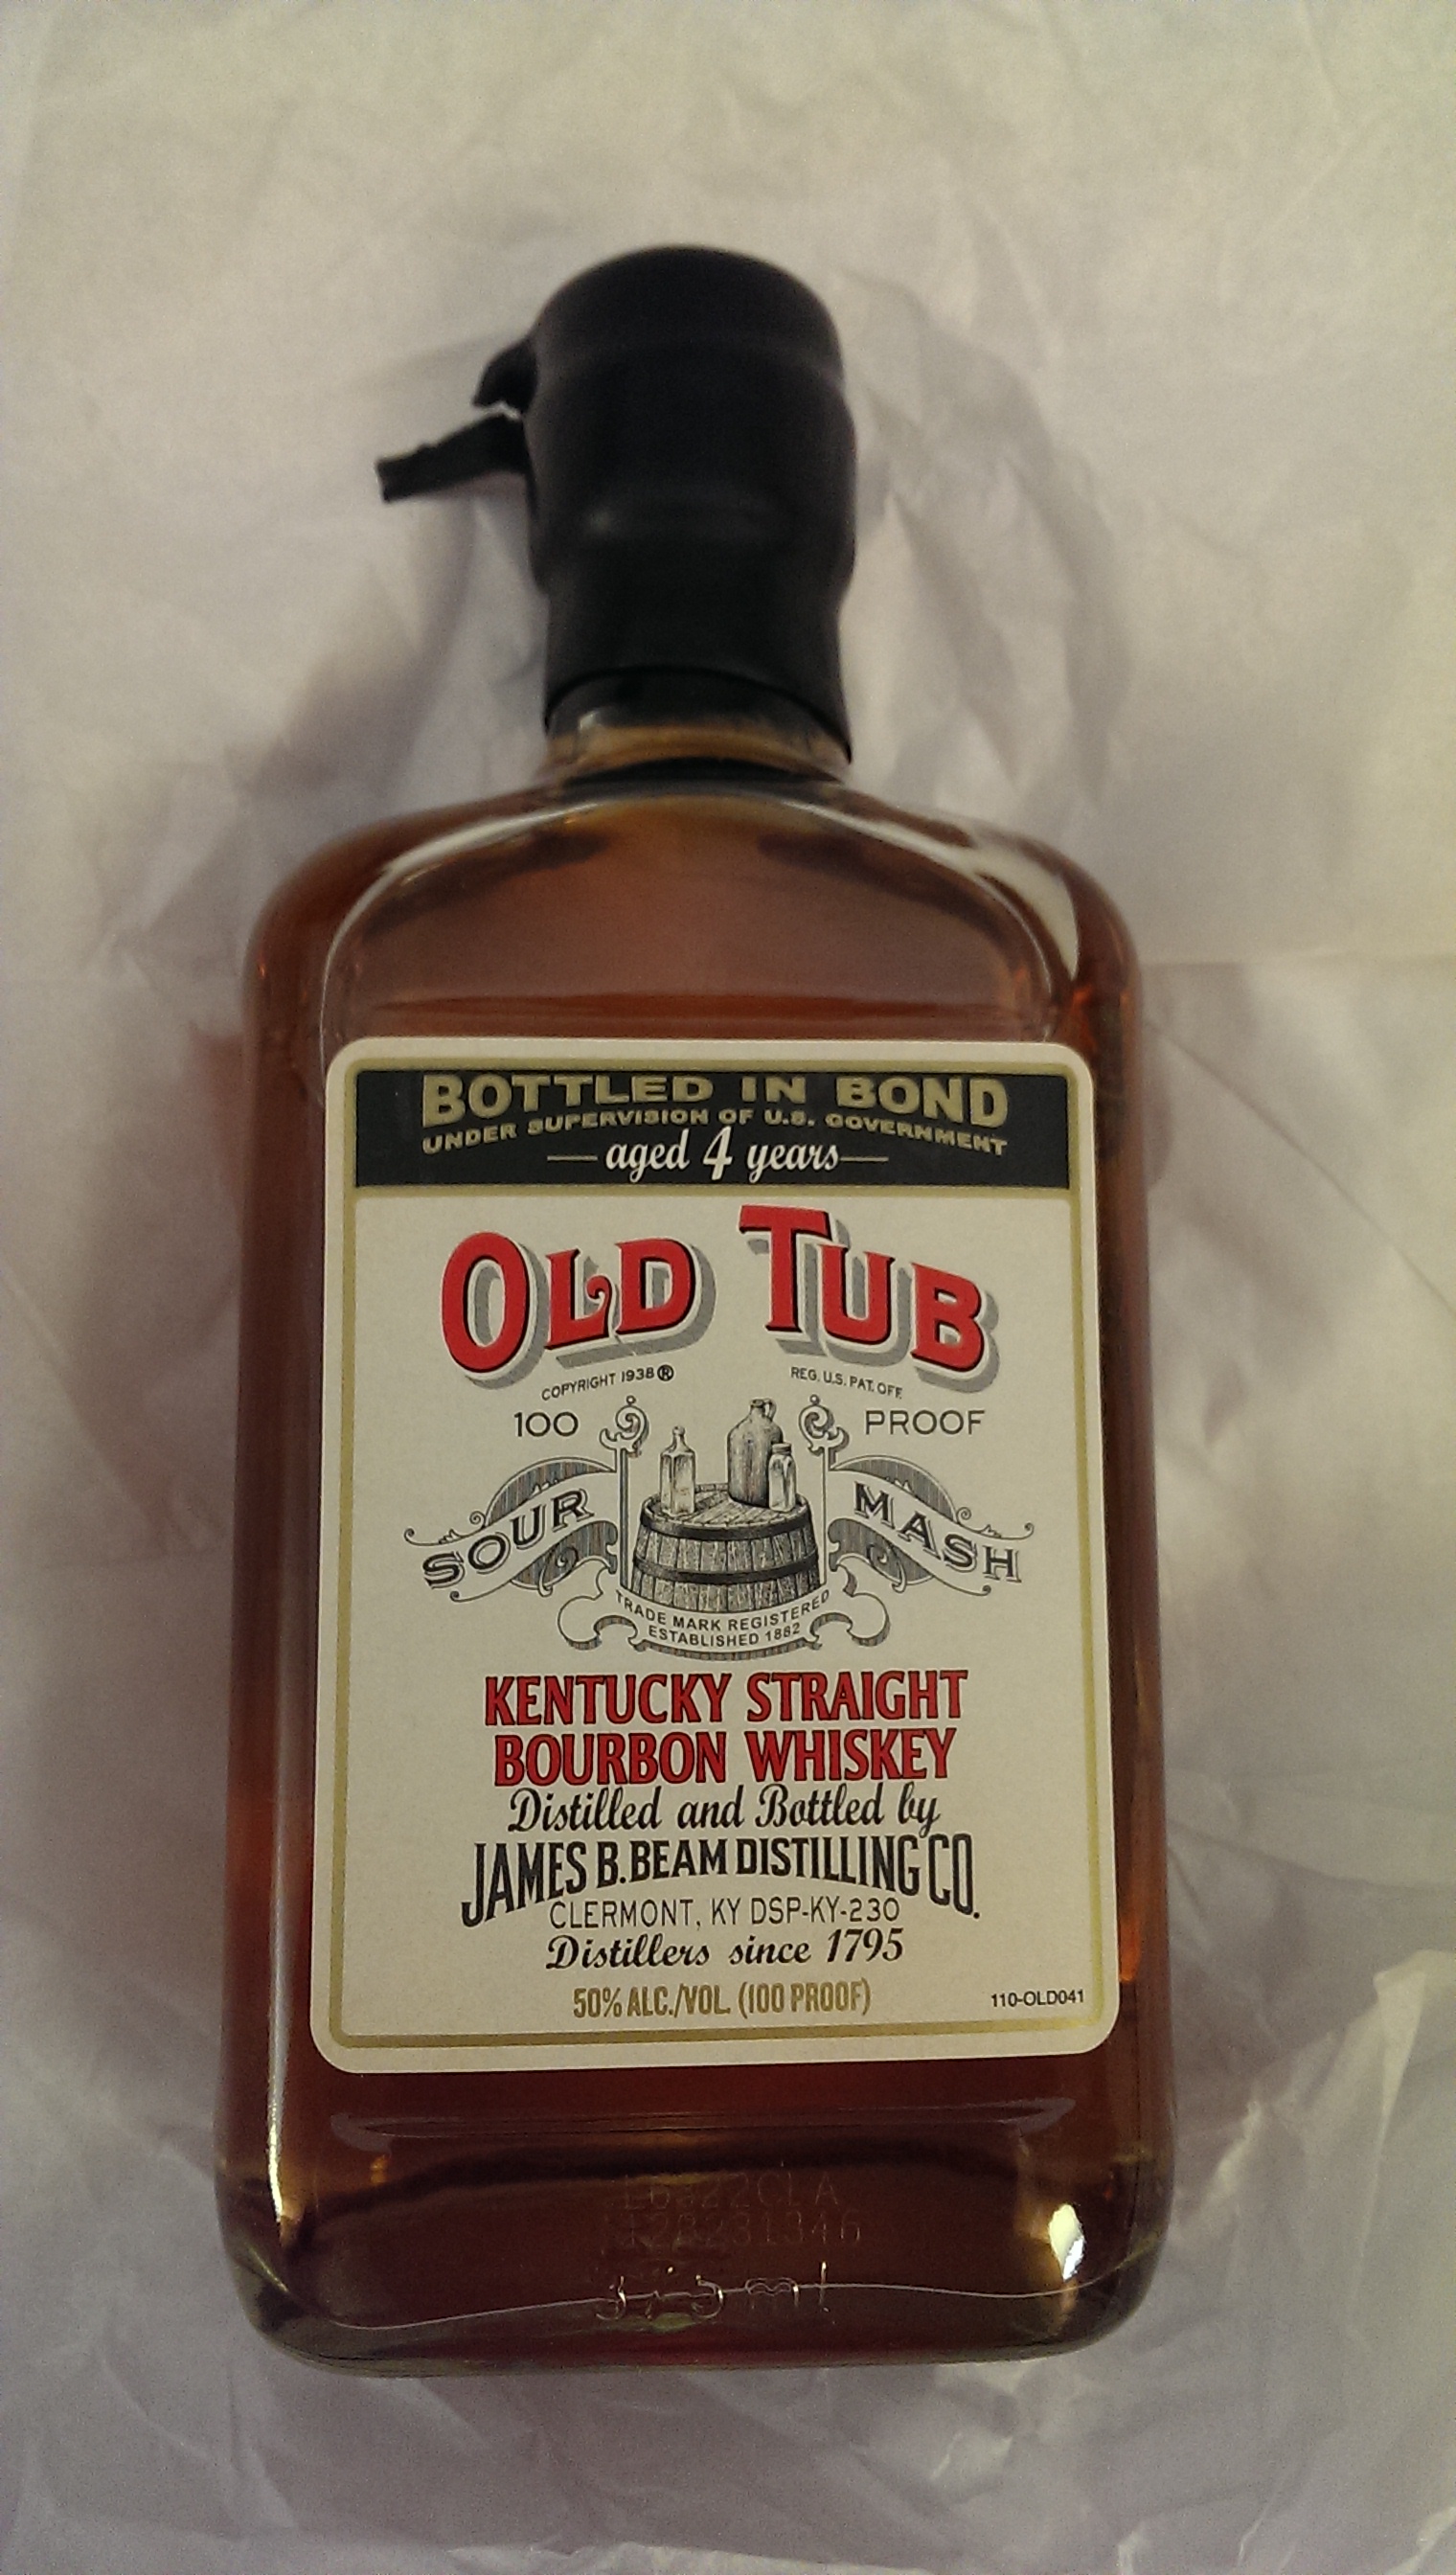 BOTTLED IN BOND
UNDER SUPERVISION OF U.S. GOVERNMENT
aged 4 years
OLD TUB
COPYRIGHT 1938® REG. U.S. PAT. OFF.
100 PROOF
SOUR MASH
TRADE MARK REGISTERED
ESTABLISHED 1882
KENTUCKY STRAIGHT
BOURBON WHISKEY
Distilled and Bottled by
JAMES B. BEAM DISTILLING CO.
CLERMONT, KY DSP-KY-230
Distillers since 1795
50% ALC./VOL. (100 PROOF)
110-OLD041
375ml